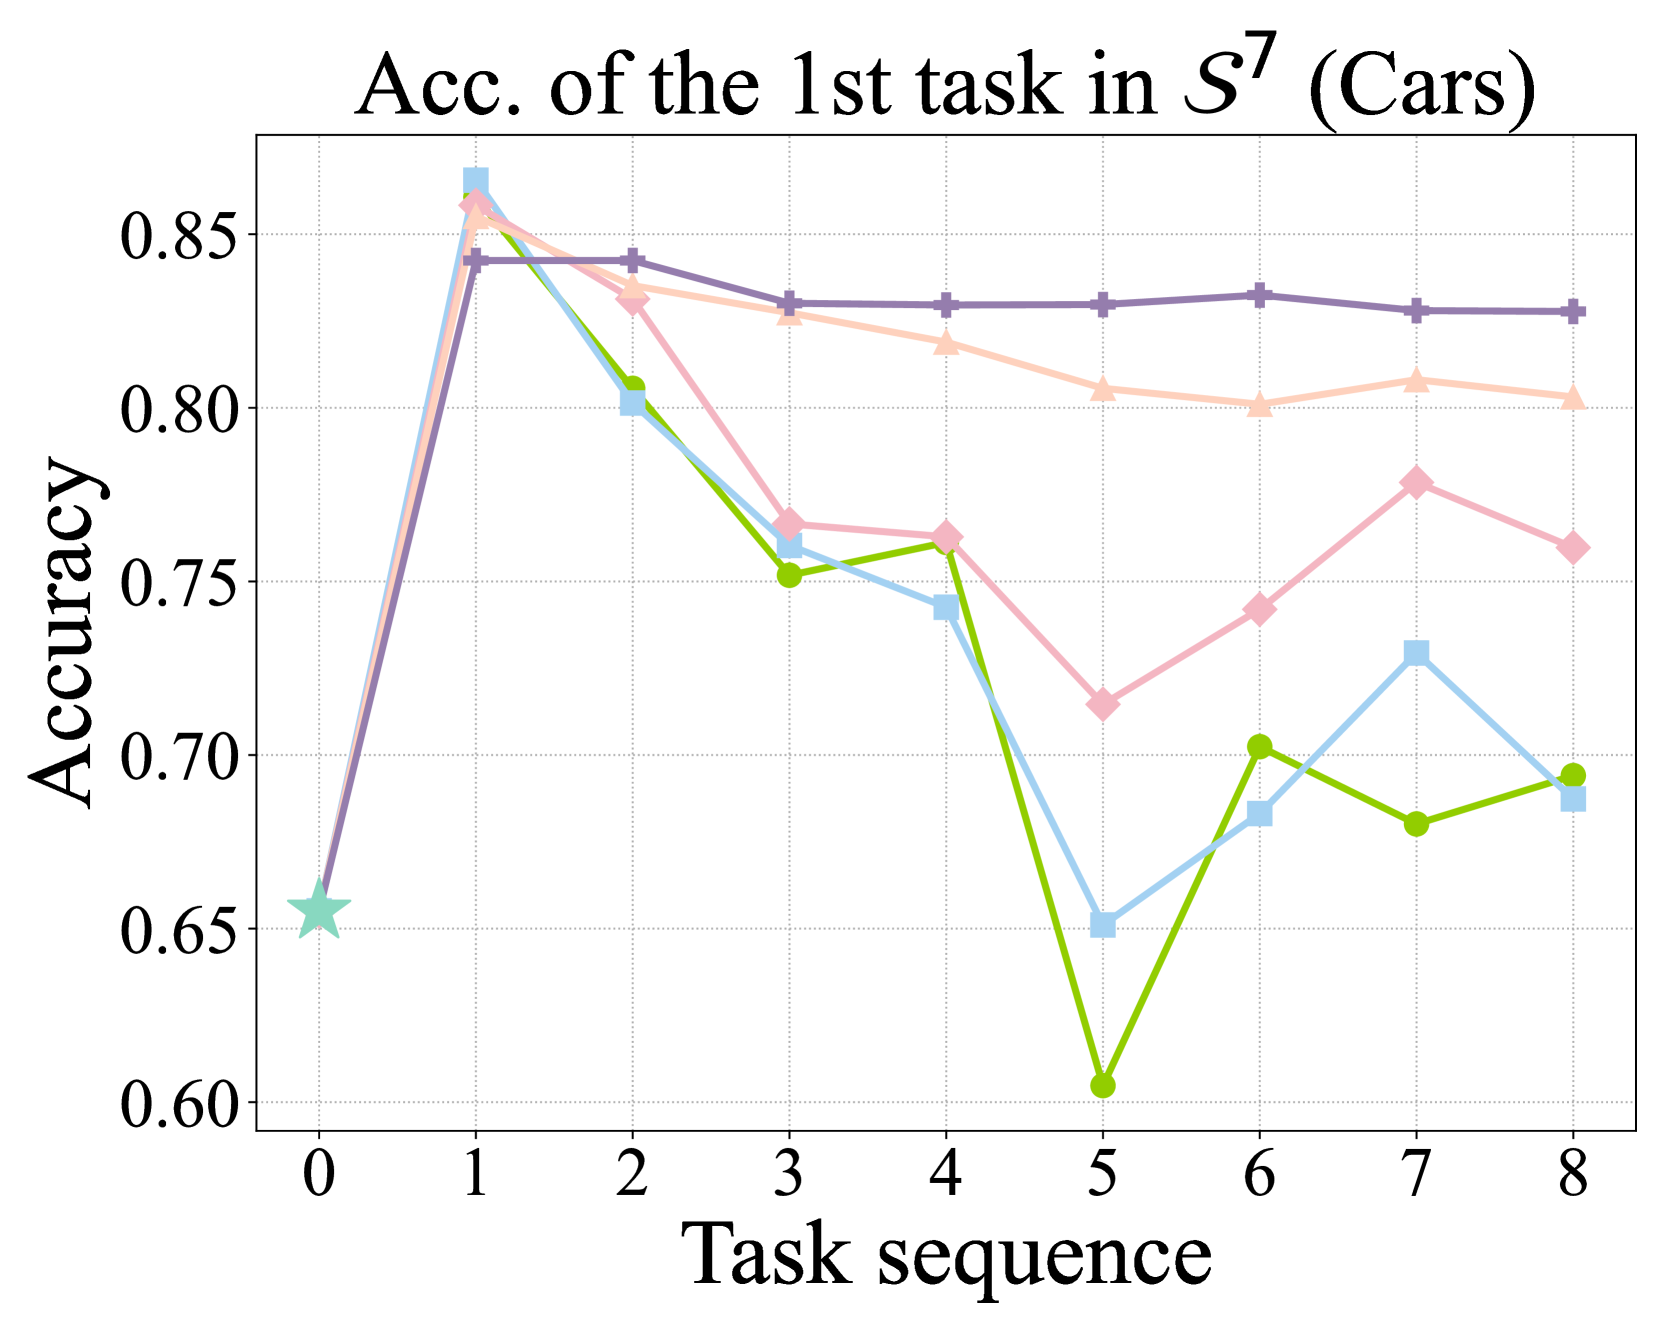 Acc. of the 1st task in 𝒮⁷ (Cars)
Accuracy
0.85
0.80
0.75
0.70
0.65
0.60
0 1 2 3 4 5 6 7 8
Task sequence